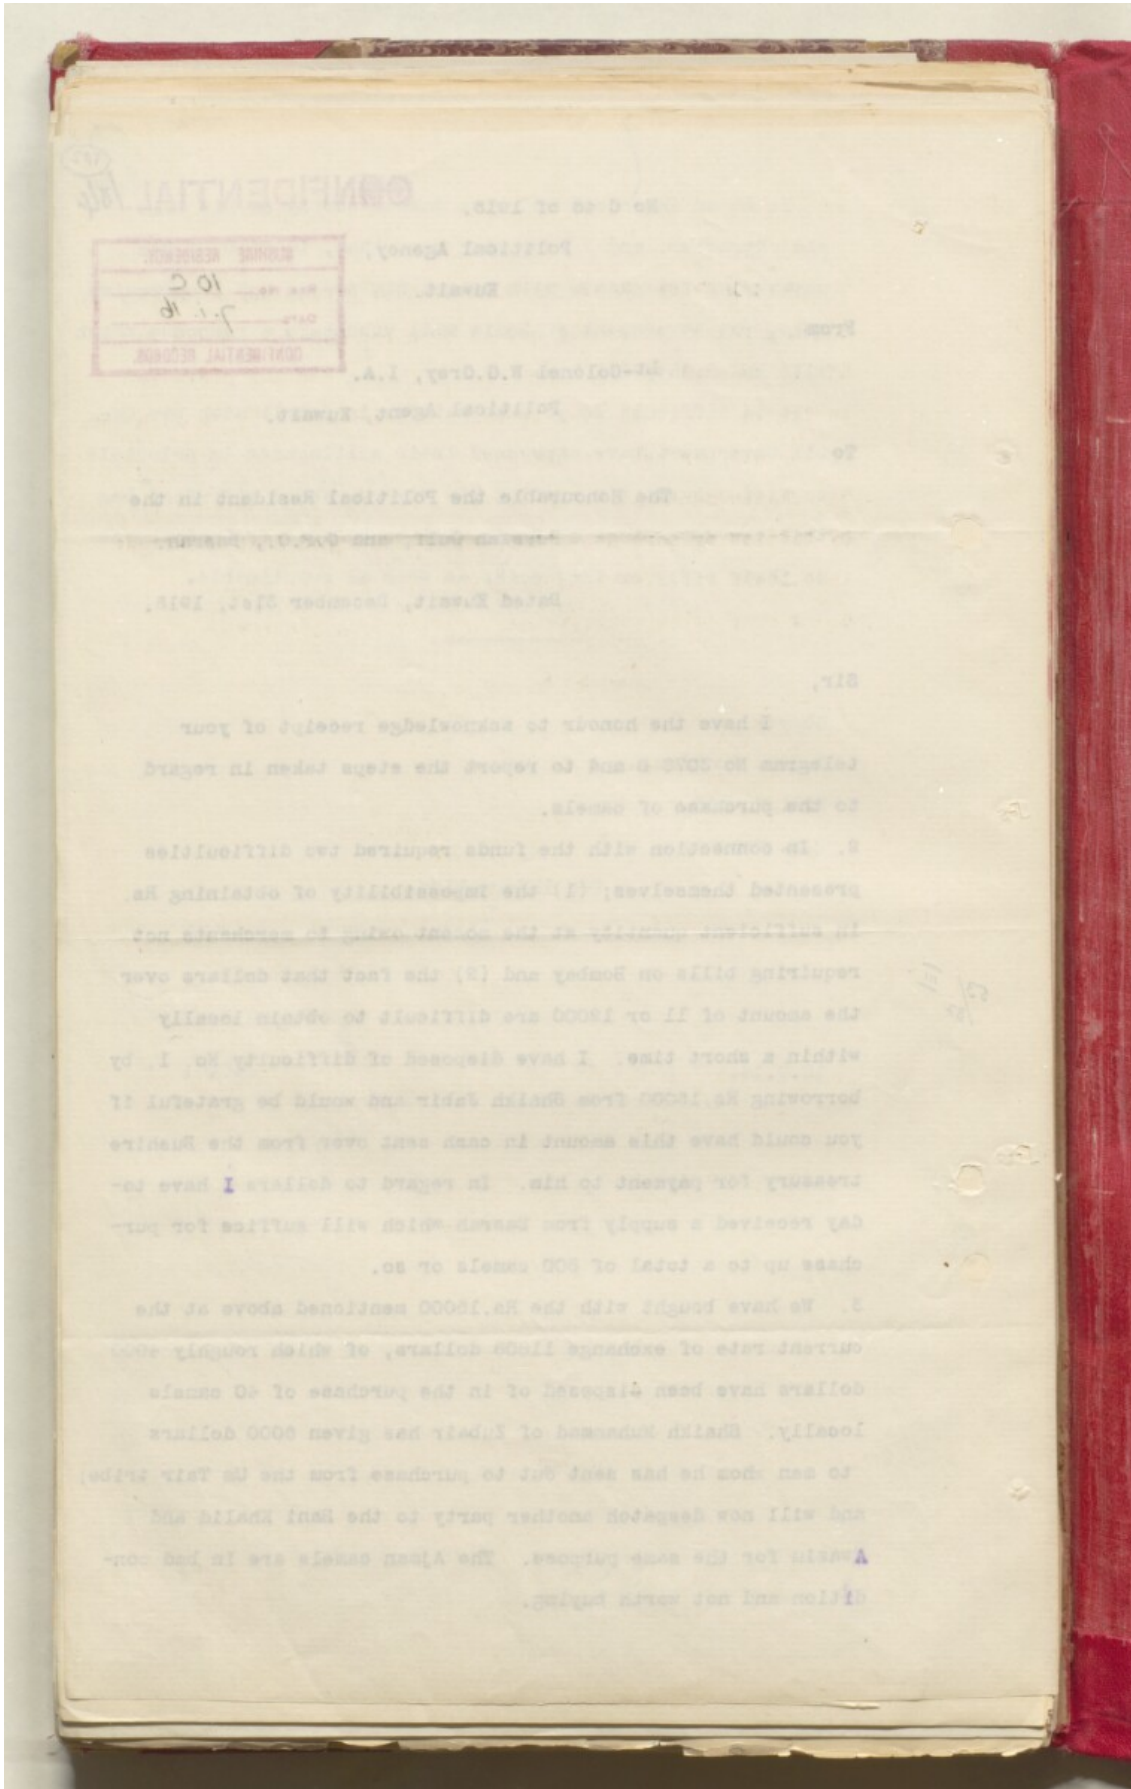 CONFIDENTIAL
BUSHIRE RESIDENCY.
10 C
DATE 7.1.16
CONFIDENTIAL RECORDS.
of 1915.
Political Agency,
Kuwait.
From
Lt-Colonel W.G.Grey, I.A.
Political Agent, Kuwait.
To
The Honourable the Political Resident in the
Persian Gulf, and C.P.O., Basrah.
Dated Kuwait, December 31st, 1915.
Sir,
I have the honour to acknowledge receipt of your
telegram No and to report the steps taken in regard
to the purchase of camels.
2. In connection with the funds required two difficulties
presented themselves; (1) the impossibility of obtaining Rs
in sufficient quantity at the moment owing to merchants not
requiring bills on Bombay and (2) the fact that dollars over
the amount of 11 or 12000 are difficult to obtain locally
within a short time. I have disposed of difficulty No. 1. by
borrowing Rs.16000 from Shaikh Jabir and would be grateful if
you could have this amount in cash sent over from the Bushire
treasury for payment to him. In regard to dollars I have to-
day received a supply from Basrah which will suffice for pur-
chase up to a total of 500 camels or so.
3. We have bought with the Rs.16000 mentioned above at the
current rate of exchange dollars, of which roughly
dollars have been disposed of in the purchase of 40 camels
locally. Shaikh Muhammad of Zubair has given 6000 dollars
to men whom he has sent out to purchase from the Um Tair tribe,
and will now despatch another party to the Bani Khalid and
Awazim for the same purpose. The Ajman camels are in bad con-
dition and not worth buying.